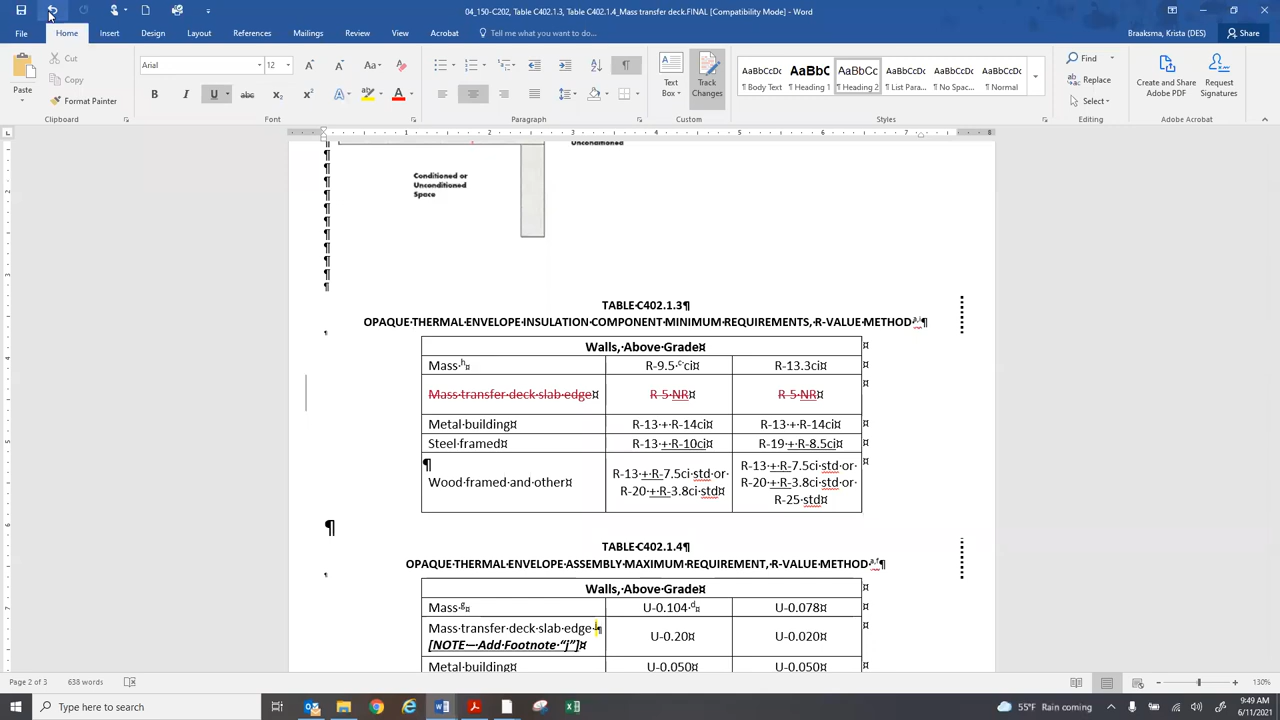 04_150-C202, C402.1.3, Tbl. C402.1.4_Mass_transfer_r2.FINAL [Compatibility Mode] – Word
Braaksma, Krista (DES)
File Home Insert Design Layout References Mailings Review View Developer Help Acrobat Tell me what you want to do... Share
Cut
Copy
Paste
Format Painter
Clipboard
Arial 12
Font
Paragraph
Text Box
Track Changes
Custom
AaBbCcDc AaBbC AaBbCc AaBbCcDc AaBbCcDc AaBbCcDc
¶ Body Text ¶ Heading 1 ¶ Heading 2 ¶ List Para... ¶ No Spac... ¶ Normal
Styles
Find
Replace
Select
Editing
Create and Share Adobe PDF
Request Signatures
Adobe Acrobat
Unconditioned
Conditioned or
Unconditioned
Space
TABLE·C402.1.3¶
OPAQUE·THERMAL·ENVELOPE·INSULATION·COMPONENT·MINIMUM·REQUIREMENTS,·R-VALUE·METHOD·a,i¶
Walls,·Above·Grade¤
Mass·h¤ R-9.5·c·ci¤ R-13.3ci¤
Mass·transfer·deck·slab·edge¤ R-5·NR¤ R-5·NR¤
Metal·building¤ R-13·+·R-14ci¤ R-13·+·R-14ci¤
Steel·framed¤ R-13·+·R-10ci¤ R-19·+·R-8.5ci¤
¶
Wood·framed·and·other¤ R-13·+·R-7.5ci·std·or· R-20·+·R-3.8ci·std¤ R-13·+·R-7.5ci·std·or· R-20·+·R-3.8ci·std·or· R-25·std¤
¶
TABLE·C402.1.4¶
OPAQUE·THERMAL·ENVELOPE·ASSEMBLY·MAXIMUM·REQUIREMENT,·R-VALUE·METHOD·a,f¶
Walls,·Above·Grade¤
Mass·g¤ U-0.104·d¤ U-0.078¤
Mass·transfer·deck·slab·edge·¶
[NOTE·–·Add·Footnote·“j”]¤ U-0.20¤ U-0.020¤
Metal·building¤ U-0.050¤ U-0.050¤
Page 2 of 3 638 words 130%
Type here to search
55°F Raining now
9:49 AM
6/11/2021